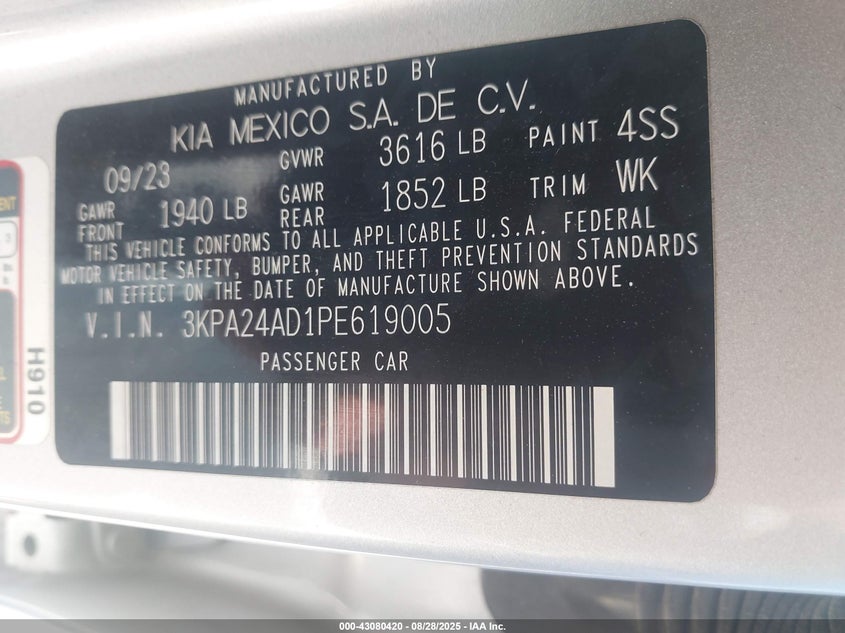 MANUFACTURED BY
KIA MEXICO S.A. DE C.V.
09/23 GVWR 3616 LB PAINT 4SS
GAWR FRONT 1940 LB GAWR REAR 1852 LB TRIM WK
THIS VEHICLE CONFORMS TO ALL APPLICABLE U.S.A. FEDERAL
MOTOR VEHICLE SAFETY, BUMPER, AND THEFT PREVENTION STANDARDS
IN EFFECT ON THE DATE OF MANUFACTURE SHOWN ABOVE.
V.I.N. 3KPA24AD1PE619005
PASSENGER CAR
H910
000-43080420 - 08/28/2025 - IAA Inc.